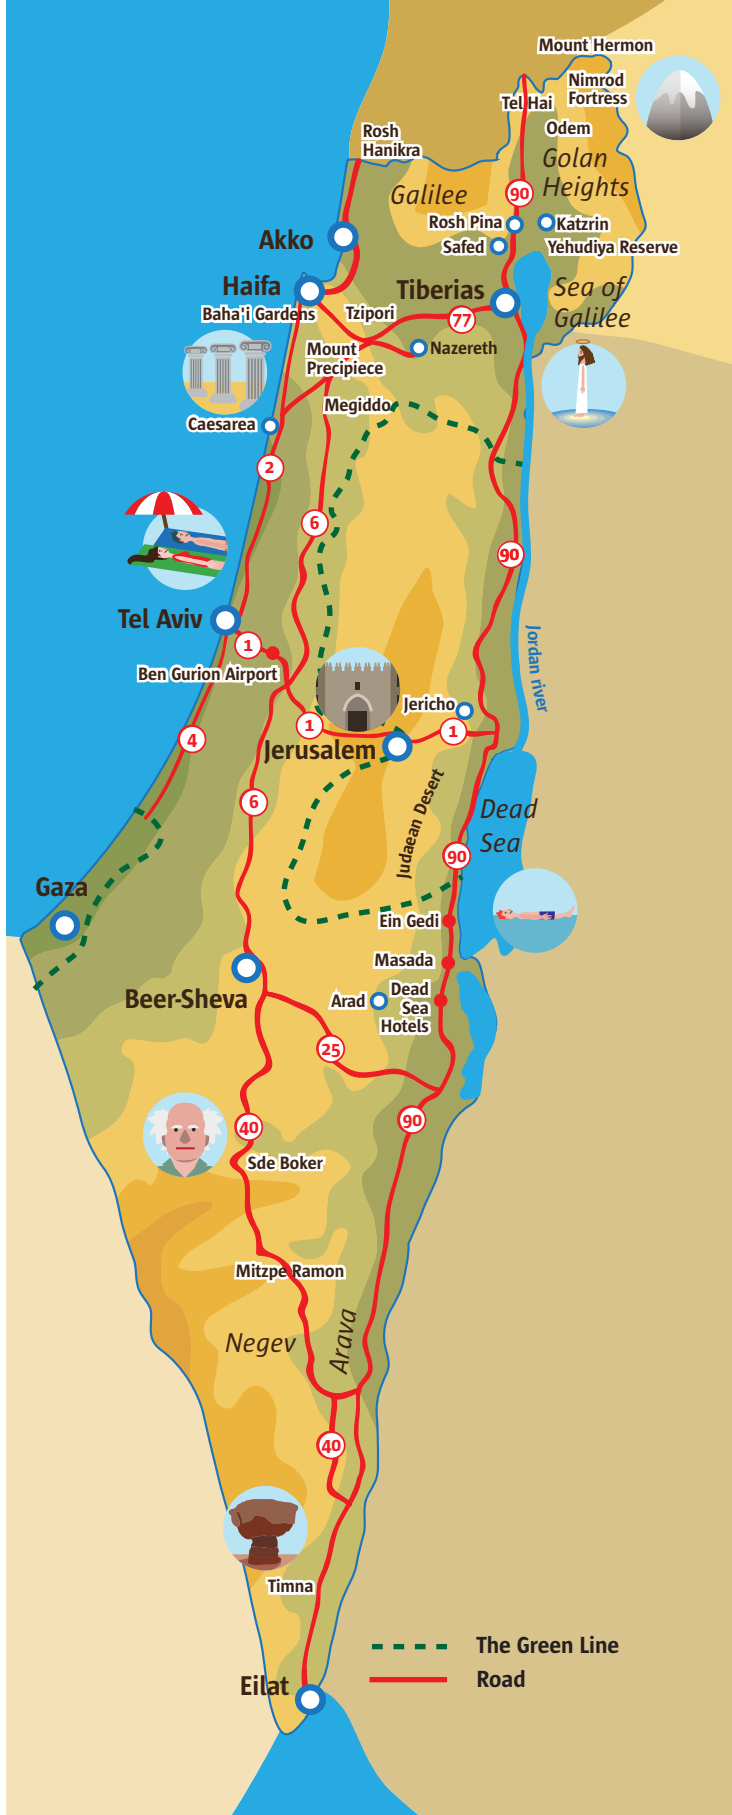 Mount Hermon
Nimrod
Fortress
Tel Hai
Odem
Rosh
Hanikra
Golan
Heights
Galilee
90
Rosh Pina
Katzrin
Akko
Safed
Yehudiya Reserve
Haifa
Tiberias
Sea of
Galilee
Baha'i Gardens
Tzipori
77
Mount
Precipiece
Nazereth
Megiddo
Caesarea
2
6
90
Tel Aviv
1
Ben Gurion Airport
Jordan river
Jericho
1
1
4
Jerusalem
6
Judaean Desert
Dead
Sea
90
Gaza
Ein Gedi
Masada
Beer-Sheva
Arad
Dead
Sea
Hotels
25
40
90
Sde Boker
Mitzpe Ramon
Negev
Arava
40
Timna
The Green Line
Road
Eilat